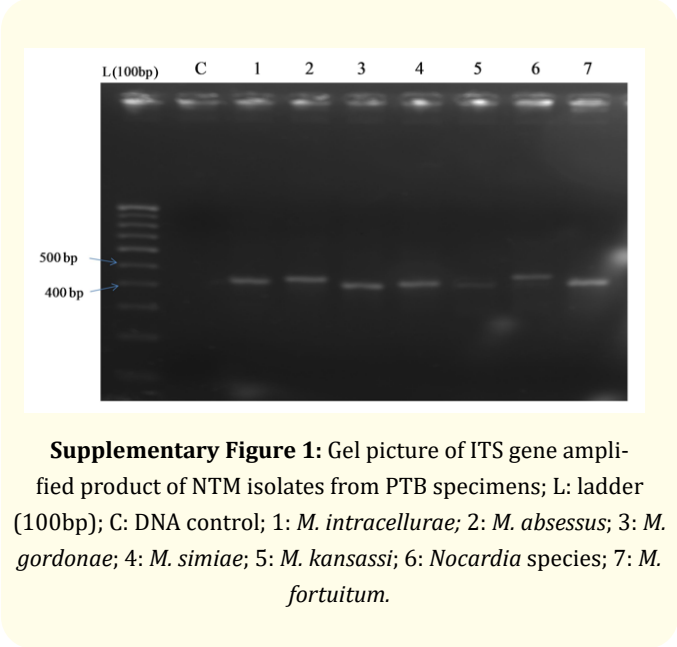 L(100bp) C 1 2 3 4 5 6 7
500 bp
400 bp
Supplementary Figure 1: Gel picture of ITS gene ampli-
fied product of NTM isolates from PTB specimens; L: ladder
(100bp); C: DNA control; 1: M. intracellurae; 2: M. absessus; 3: M.
gordonae; 4: M. simiae; 5: M. kansassi; 6: Nocardia species; 7: M.
fortuitum.